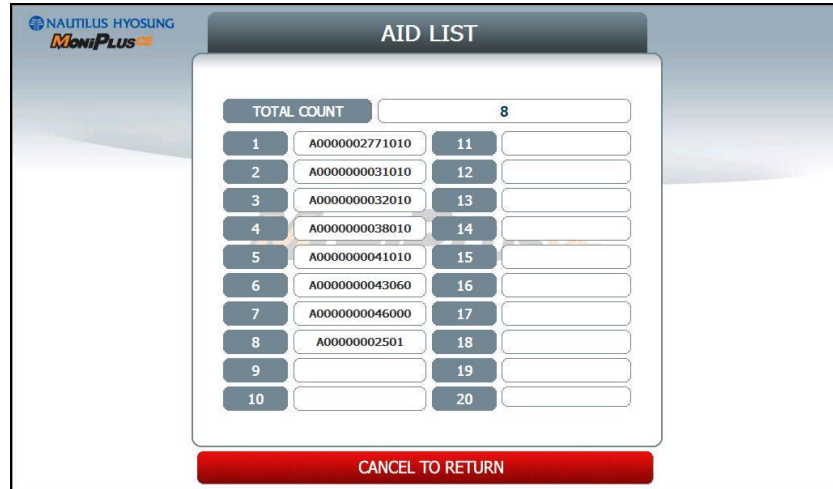 NAUTILUS HYOSUNG
MONIPLUS CE
AID LIST
TOTAL COUNT 8
1 A0000002771010 11
2 A0000000031010 12
3 A0000000032010 13
4 A0000000038010 14
5 A0000000041010 15
6 A0000000043060 16
7 A0000000046000 17
8 A00000002501 18
9 19
10 20
CANCEL TO RETURN